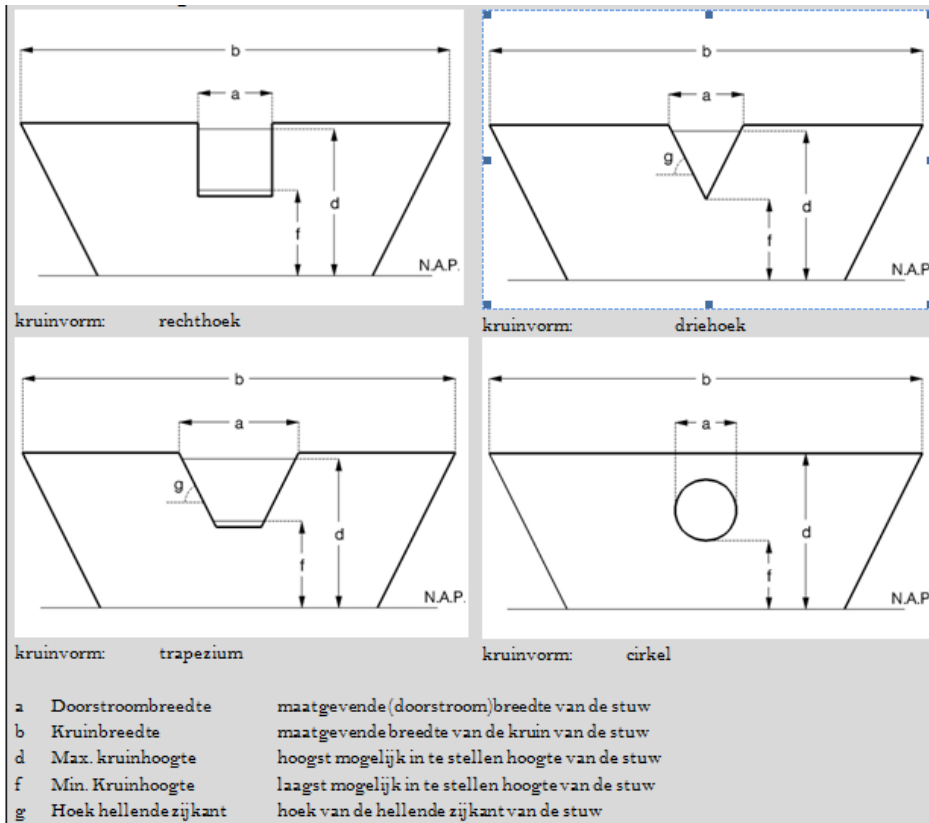 b
b
a
a
g
d
d
f
f
N.A.P.
N.A.P.
kruinvorm: rechthoek
kruinvorm: driehoek
b
b
a
a
g
d
d
f
f
N.A.P.
N.A.P.
kruinvorm: trapezium
kruinvorm: cirkel
a Doorstroombreedte maatgevende (doorstroom)breedte van de stuw
b Kruinbreedte maatgevende breedte van de kruin van de stuw
d Max. kruinhoogte hoogst mogelijk in te stellen hoogte van de stuw
f Min. Kruinhoogte laagst mogelijk in te stellen hoogte van de stuw
g Hoek hellende zijkant hoek van de hellende zijkant van de stuw